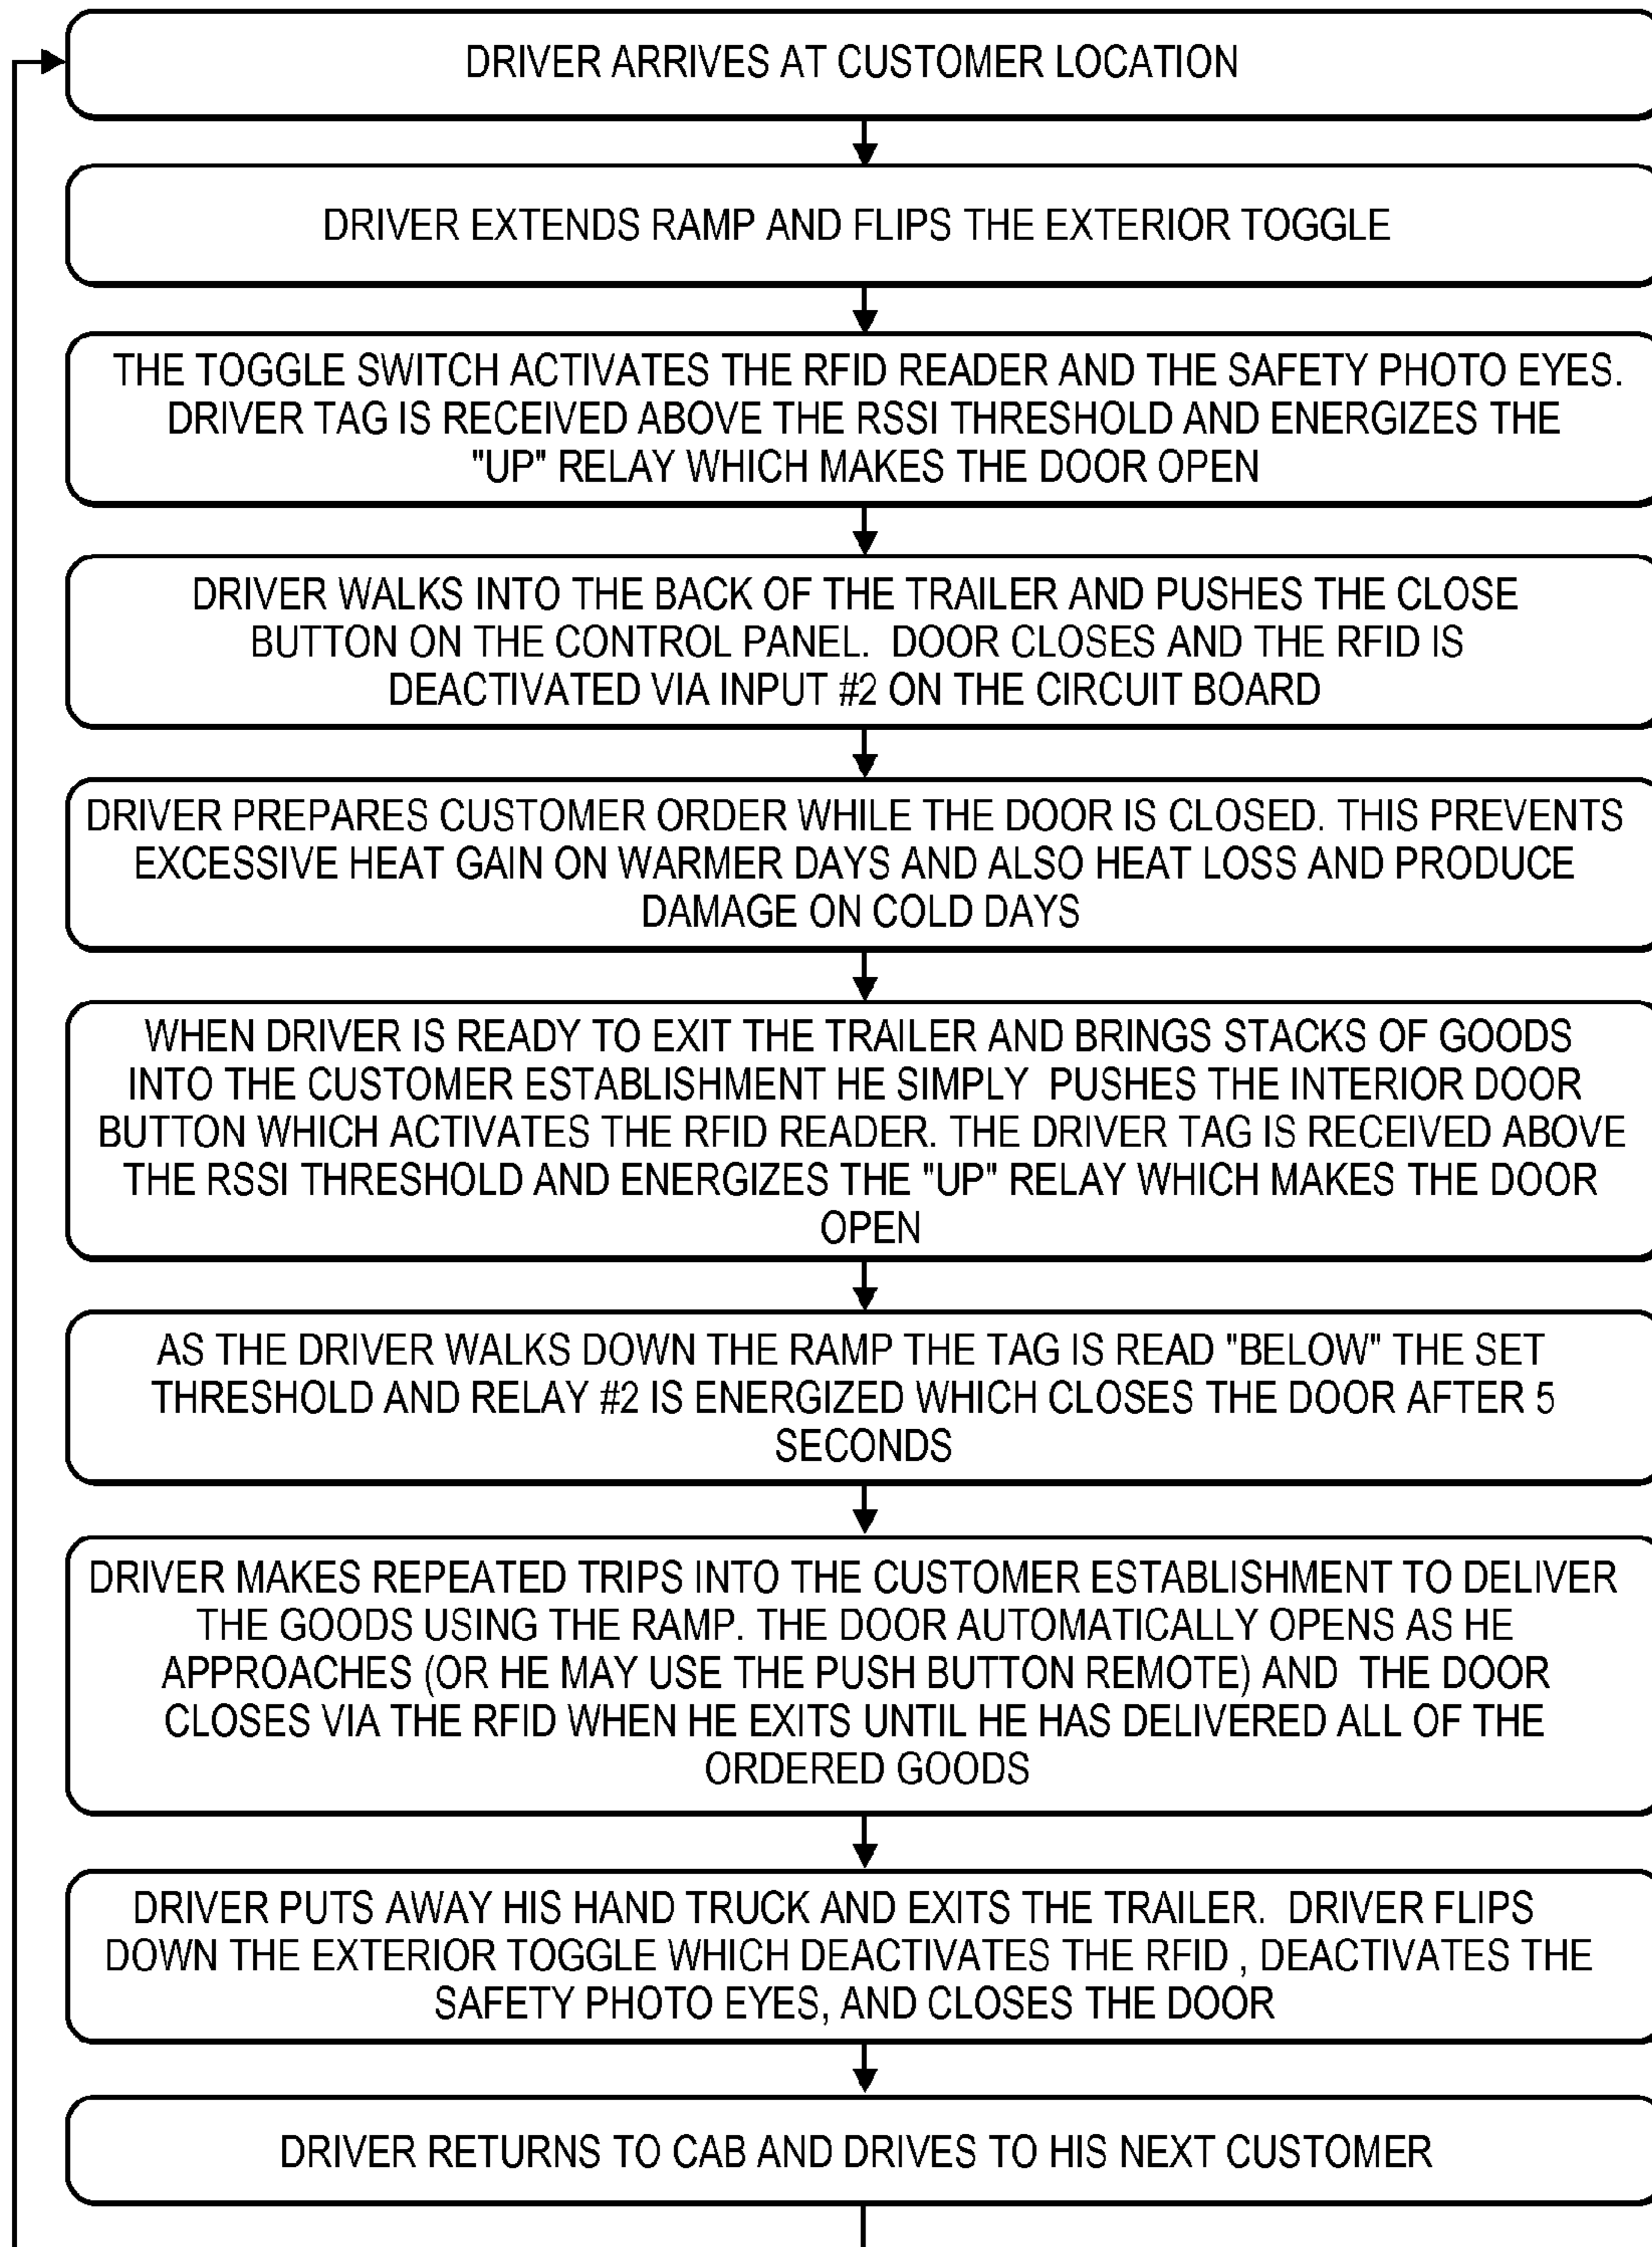 DRIVER ARRIVES AT CUSTOMER LOCATION
DRIVER EXTENDS RAMP AND FLIPS THE EXTERIOR TOGGLE
THE TOGGLE SWITCH ACTIVATES THE RFID READER AND THE SAFETY PHOTO EYES.
DRIVER TAG IS RECEIVED ABOVE THE RSSI THRESHOLD AND ENERGIZES THE
"UP" RELAY WHICH MAKES THE DOOR OPEN
DRIVER WALKS INTO THE BACK OF THE TRAILER AND PUSHES THE CLOSE
BUTTON ON THE CONTROL PANEL. DOOR CLOSES AND THE RFID IS
DEACTIVATED VIA INPUT #2 ON THE CIRCUIT BOARD
DRIVER PREPARES CUSTOMER ORDER WHILE THE DOOR IS CLOSED. THIS PREVENTS
EXCESSIVE HEAT GAIN ON WARMER DAYS AND ALSO HEAT LOSS AND PRODUCE
DAMAGE ON COLD DAYS
WHEN DRIVER IS READY TO EXIT THE TRAILER AND BRINGS STACKS OF GOODS
INTO THE CUSTOMER ESTABLISHMENT HE SIMPLY PUSHES THE INTERIOR DOOR
BUTTON WHICH ACTIVATES THE RFID READER. THE DRIVER TAG IS RECEIVED ABOVE
THE RSSI THRESHOLD AND ENERGIZES THE "UP" RELAY WHICH MAKES THE DOOR
OPEN
AS THE DRIVER WALKS DOWN THE RAMP THE TAG IS READ "BELOW" THE SET
THRESHOLD AND RELAY #2 IS ENERGIZED WHICH CLOSES THE DOOR AFTER 5
SECONDS
DRIVER MAKES REPEATED TRIPS INTO THE CUSTOMER ESTABLISHMENT TO DELIVER
THE GOODS USING THE RAMP. THE DOOR AUTOMATICALLY OPENS AS HE
APPROACHES (OR HE MAY USE THE PUSH BUTTON REMOTE) AND THE DOOR
CLOSES VIA THE RFID WHEN HE EXITS UNTIL HE HAS DELIVERED ALL OF THE
ORDERED GOODS
DRIVER PUTS AWAY HIS HAND TRUCK AND EXITS THE TRAILER. DRIVER FLIPS
DOWN THE EXTERIOR TOGGLE WHICH DEACTIVATES THE RFID , DEACTIVATES THE
SAFETY PHOTO EYES, AND CLOSES THE DOOR
DRIVER RETURNS TO CAB AND DRIVES TO HIS NEXT CUSTOMER